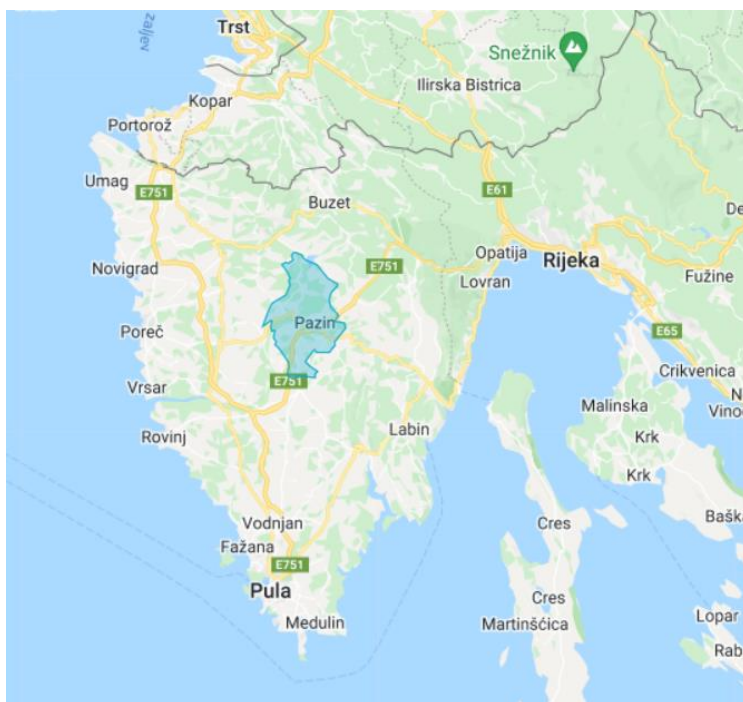 zaljev
Trst
Snežnik
Ilirska Bistrica
Kopar
Portorož
Umag
E751
E61
Buzet
Opatija
E751
Rijeka
Novigrad
Lovran
Fužine
Pazin
Poreč
E65
Crikvenica
E751
Vrsar
Malinska
N
Vino
Rovinj
Labin
Krk
Krk
Baška
Vodnjan
Cres
Fažana
E751
Pula
Cres
Medulin
Martinšćica
Lopar
Rab